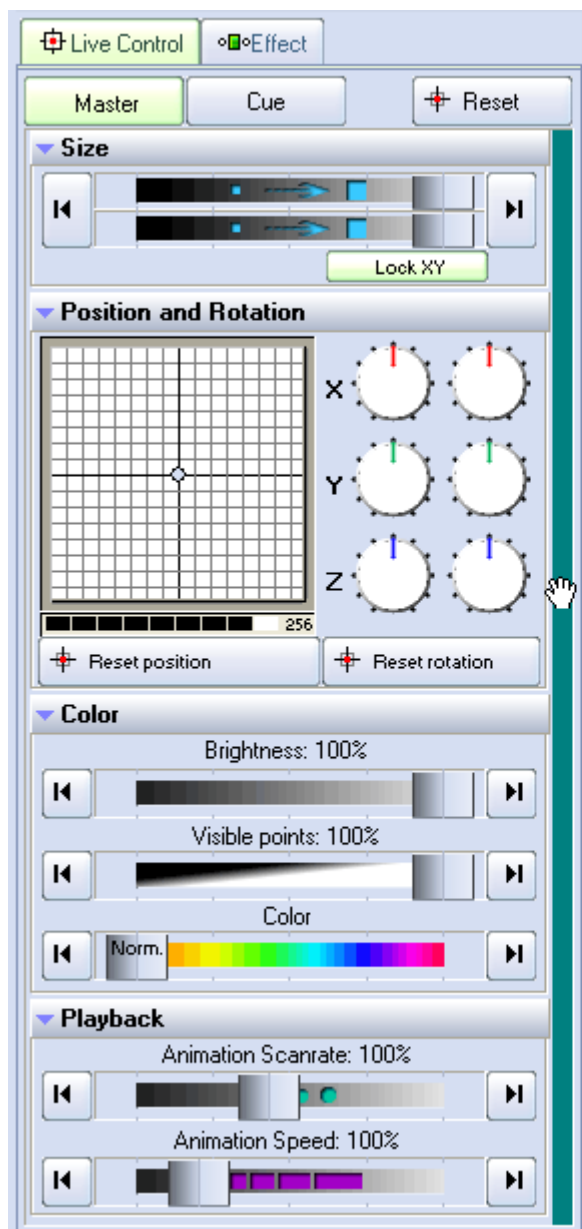 Live Control Effect
Master Cue Reset
Size
Lock XY
Position and Rotation
X
Y
Z
256
Reset position Reset rotation
Color
Brightness: 100%
Visible points: 100%
Color
Norm.
Playback
Animation Scanrate: 100%
Animation Speed: 100%